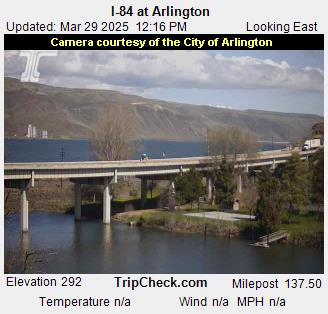 I-84 at Arlington
Updated: Mar 29 2025 12:16 PM Looking East
Camera courtesy of the City of Arlington
Elevation 292 TripCheck.com Milepost 137.50
Temperature n/a Wind n/a MPH n/a